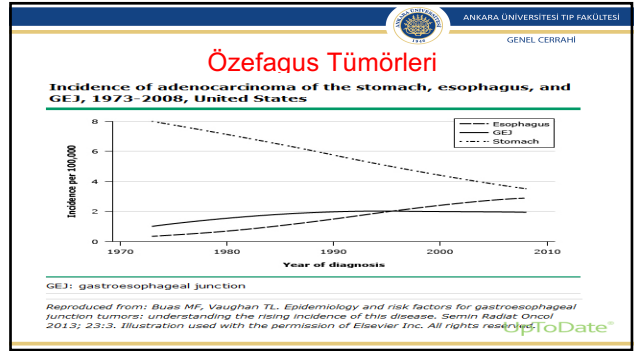 ANKARA ÜNİVERSİTESİ TIP FAKÜLTESİ
GENEL CERRAHİ
Özefagus Tümörleri
Incidence of adenocarcinoma of the stomach, esophagus, and
GEJ, 1973-2008, United States
Esophagus
GEJ
Stomach
Incidence per 100,000
8
6
4
2
0
1970 1980 1990 2000 2010
Year of diagnosis
GEJ: gastroesophageal junction
Reproduced from: Buas MF, Vaughan TL. Epidemiology and risk factors for gastroesophageal
junction tumors: understanding the rising incidence of this disease. Semin Radiat Oncol
2013; 23:3. Illustration used with the permission of Elsevier Inc. All rights reserved.
UpToDate®